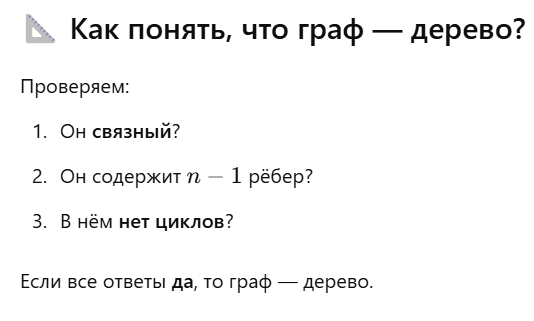 Как понять, что граф — дерево?
Проверяем:
1. Он связный?
2. Он содержит n − 1 рёбер?
3. В нём нет циклов?
Если все ответы да, то граф — дерево.